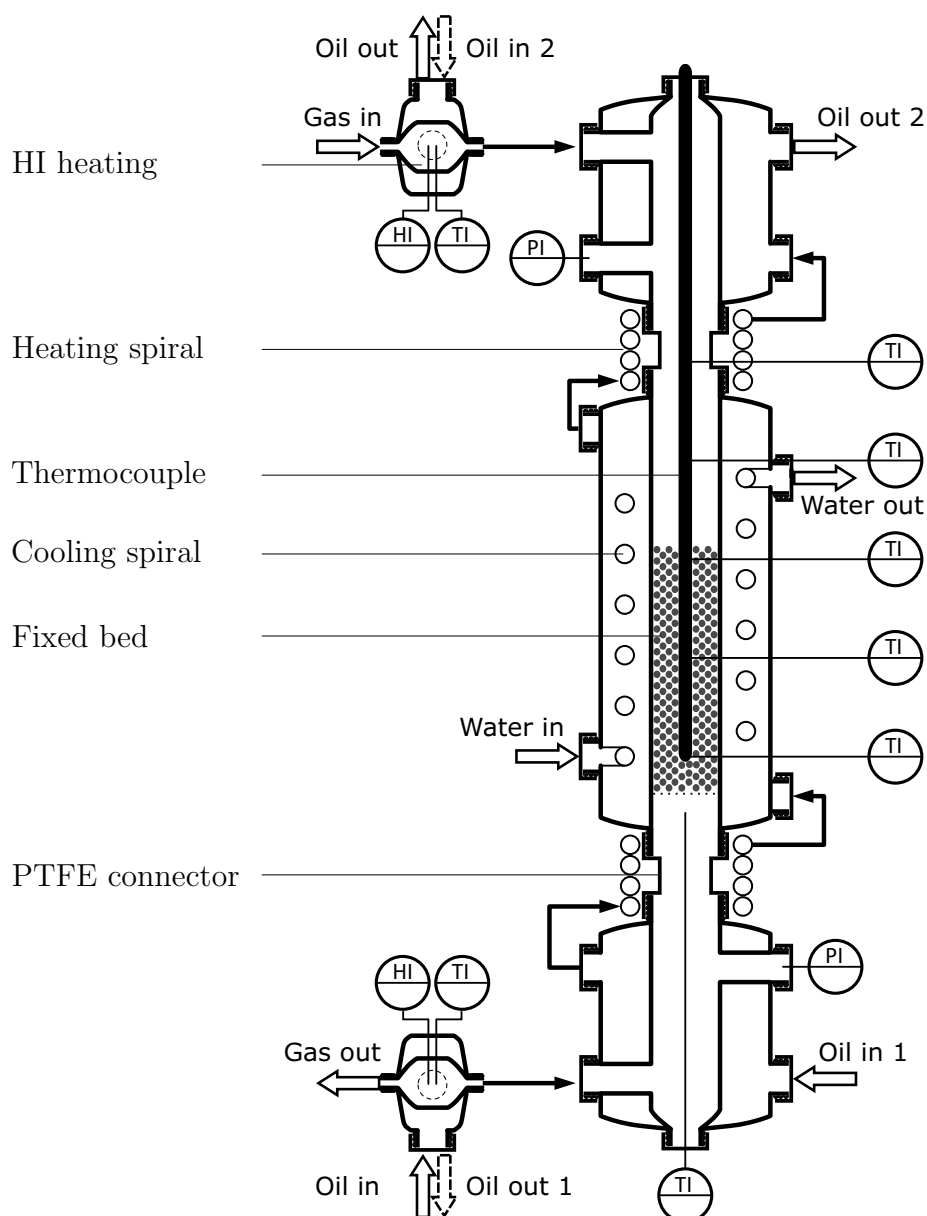 Oil out
Oil in 2
Gas in
Oil out 2
HI heating
HI
TI
PI
Heating spiral
TI
Thermocouple
TI
Water out
Cooling spiral
TI
Fixed bed
TI
Water in
TI
PTFE connector
HI
TI
PI
Gas out
Oil in 1
Oil in
Oil out 1
TI